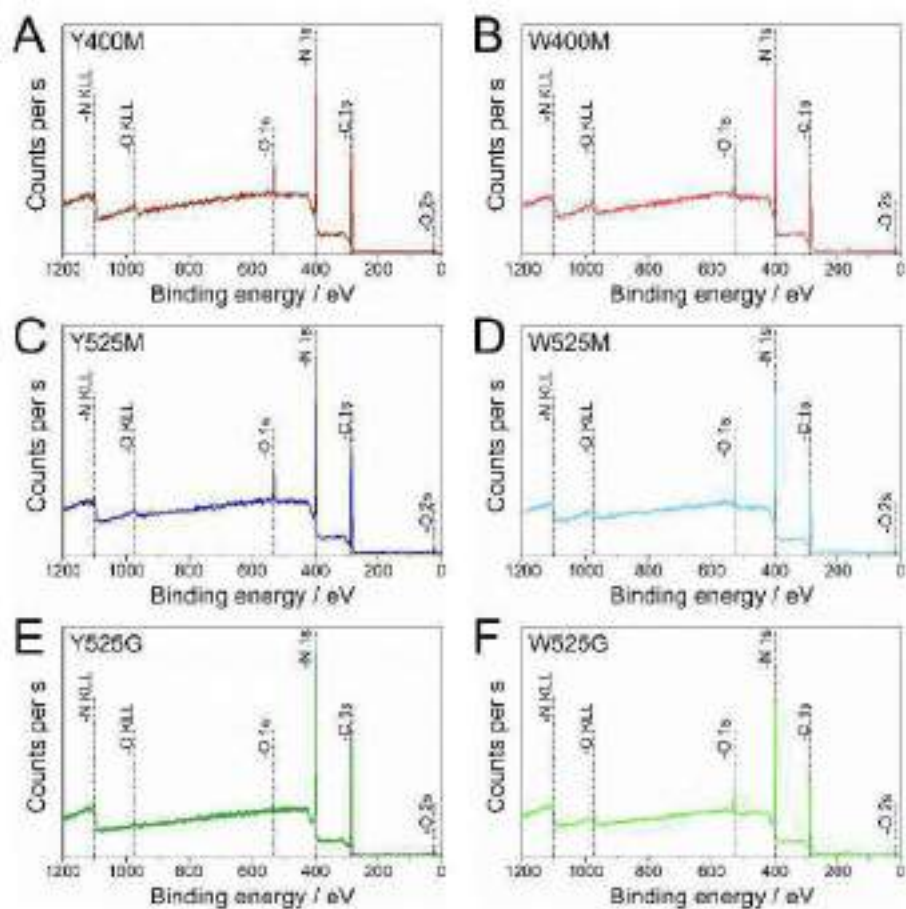 A
Y400M
Counts per s
-N KLL
-O KLL
-O 1s
-N 1s
-C 1s
-O 2s
1200 1000 800 600 400 200 0
Binding energy / eV
B
W400M
Counts per s
-N KLL
-O KLL
-O 1s
-N 1s
-C 1s
-O 2s
1200 1000 800 600 400 200 0
Binding energy / eV
C
Y525M
Counts per s
-N KLL
-O KLL
-O 1s
-N 1s
-C 1s
-O 2s
1200 1000 800 600 400 200 0
Binding energy / eV
D
W525M
Counts per s
-N KLL
-O KLL
-O 1s
-N 1s
-C 1s
-O 2s
1200 1000 800 600 400 200 0
Binding energy / eV
E
Y525G
Counts per s
-N KLL
-O KLL
-O 1s
-N 1s
-C 1s
-O 2s
1200 1000 800 600 400 200 0
Binding energy / eV
F
W525G
Counts per s
-N KLL
-O KLL
-O 1s
-N 1s
-C 1s
-O 2s
1200 1000 800 600 400 200 0
Binding energy / eV